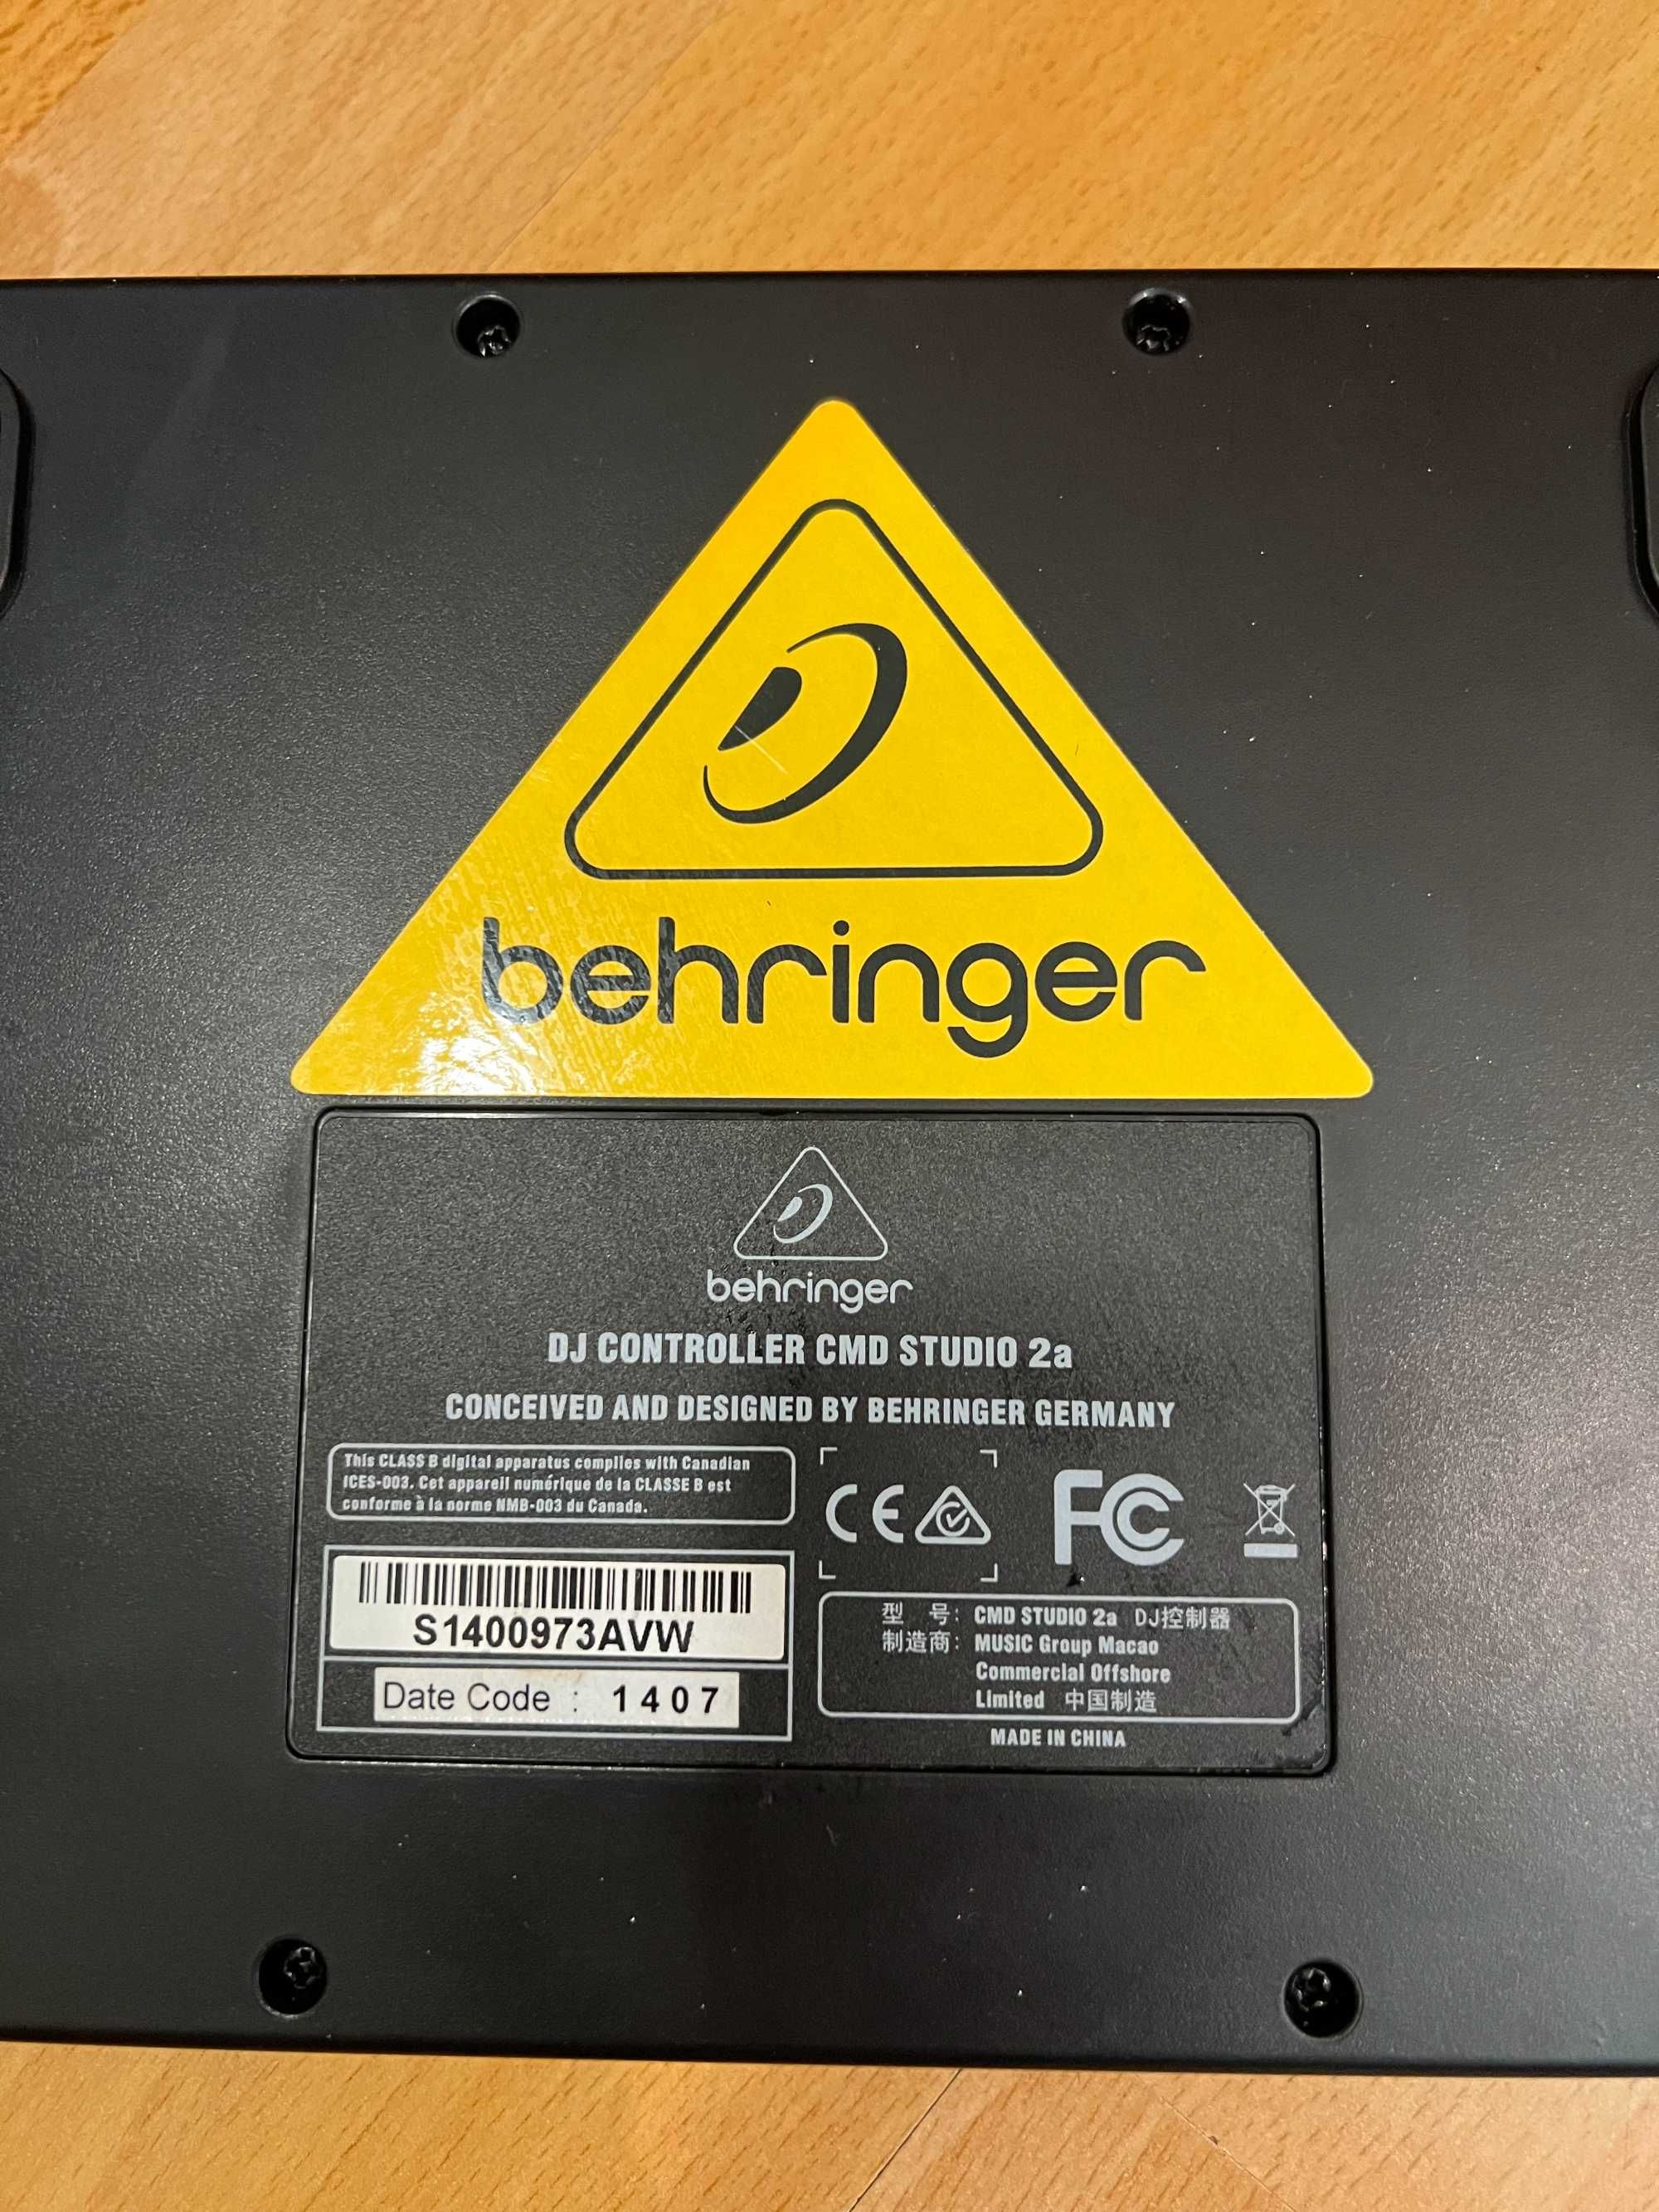 behringer
behringer
DJ CONTROLLER CMD STUDIO 2a
CONCEIVED AND DESIGNED BY BEHRINGER GERMANY
This CLASS B digital apparatus complies with Canadian
ICES-003. Cet appareil numérique de la CLASSE B est
conforme à la norme NMB-003 du Canada.
CE
FC
S1400973AVW
Date Code : 1407
型 号: CMD STUDIO 2a DJ控制器
制造商: MUSIC Group Macao
Commercial Offshore
Limited 中国制造
MADE IN CHINA